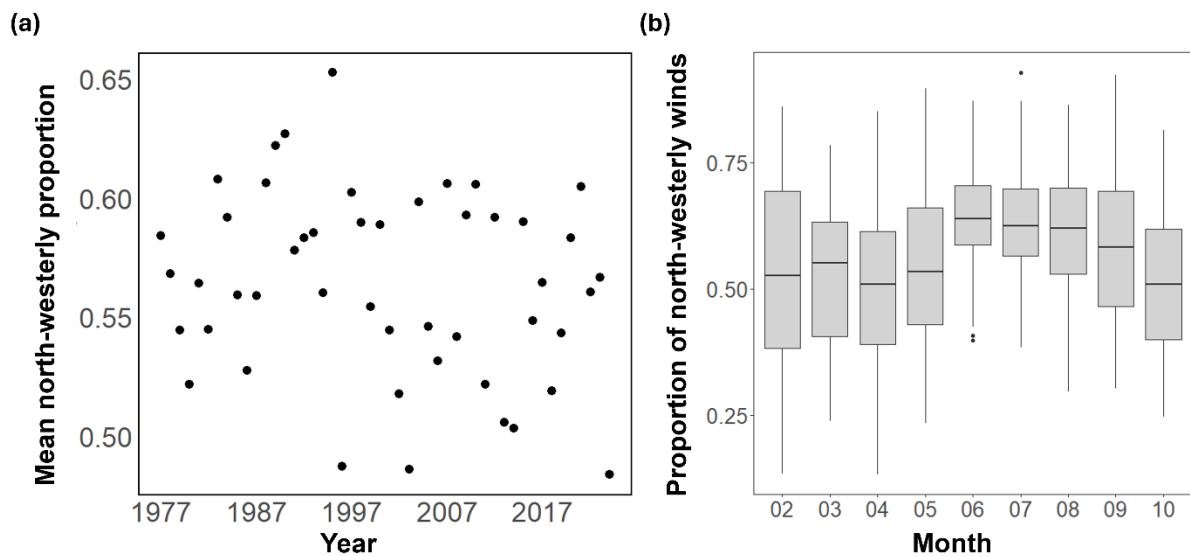 (a)
Mean north-westerly proportion
0.65
0.60
0.55
0.50
1977 1987 1997 2007 2017
Year
(b)
Proportion of north-westerly winds
0.75
0.50
0.25
02 03 04 05 06 07 08 09 10
Month